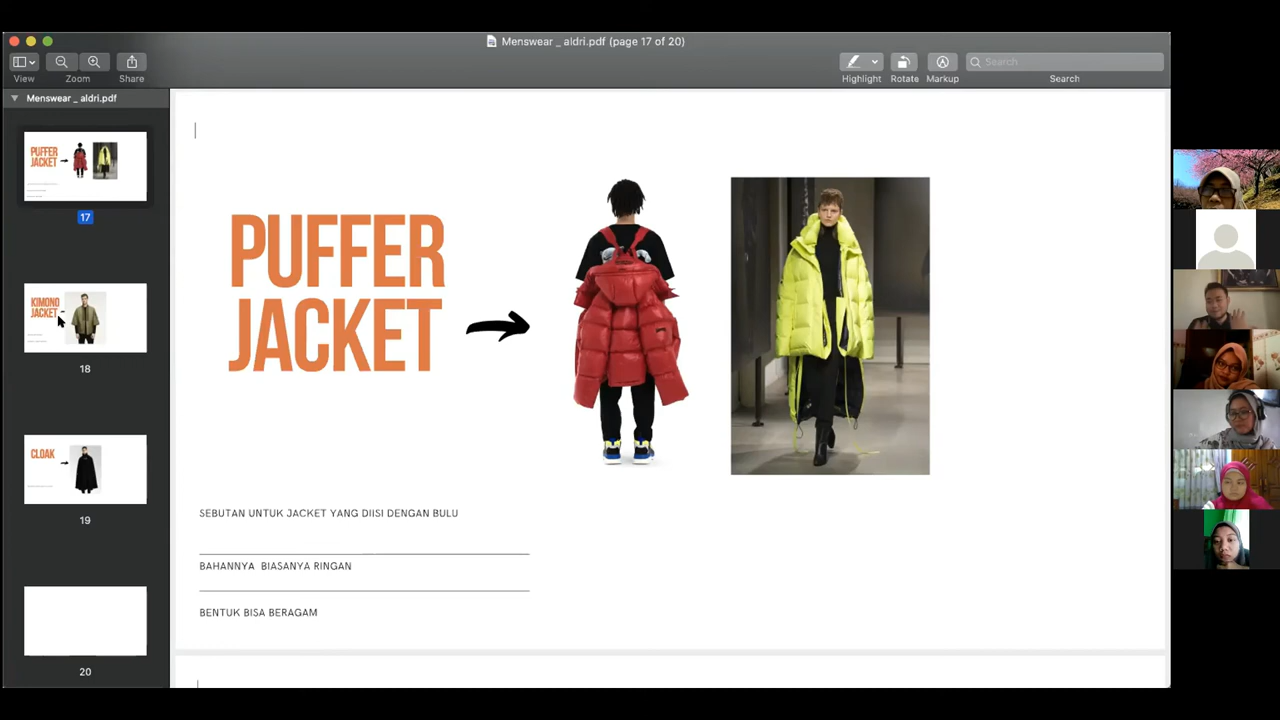 Menswear _ aldri.pdf (page 17 of 20)
View
Zoom
Share
Highlight
Rotate
Markup
Search
Search
Menswear _ aldri.pdf
PUFFER
JACKET
17
KIMONO
JACKET
18
CLOAK
19
20
PUFFER
JACKET
SEBUTAN UNTUK JACKET YANG DIISI DENGAN BULU
BAHANNYA BIASANYA RINGAN
BENTUK BISA BERAGAM